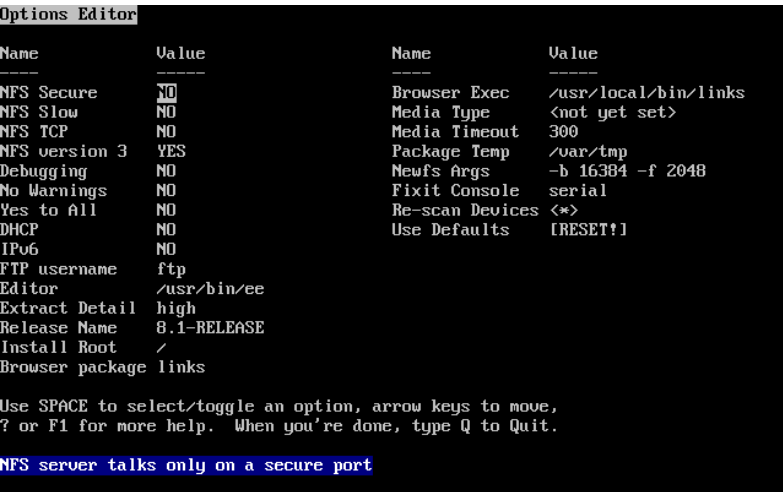 Options Editor
Name Value Name Value
---- ----- ---- -----
NFS Secure NO Browser Exec /usr/local/bin/links
NFS Slow NO Media Type <not yet set>
NFS TCP NO Media Timeout 300
NFS version 3 YES Package Temp /var/tmp
Debugging NO Newfs Args -b 16384 -f 2048
No Warnings NO Fixit Console serial
Yes to All NO Re-scan Devices <*>
DHCP NO Use Defaults [RESET!]
IPv6 NO
FTP username ftp
Editor /usr/bin/ee
Extract Detail high
Release Name 8.1-RELEASE
Install Root /
Browser package links
Use SPACE to select/toggle an option, arrow keys to move,
? or F1 for more help. When you're done, type Q to Quit.
NFS server talks only on a secure port